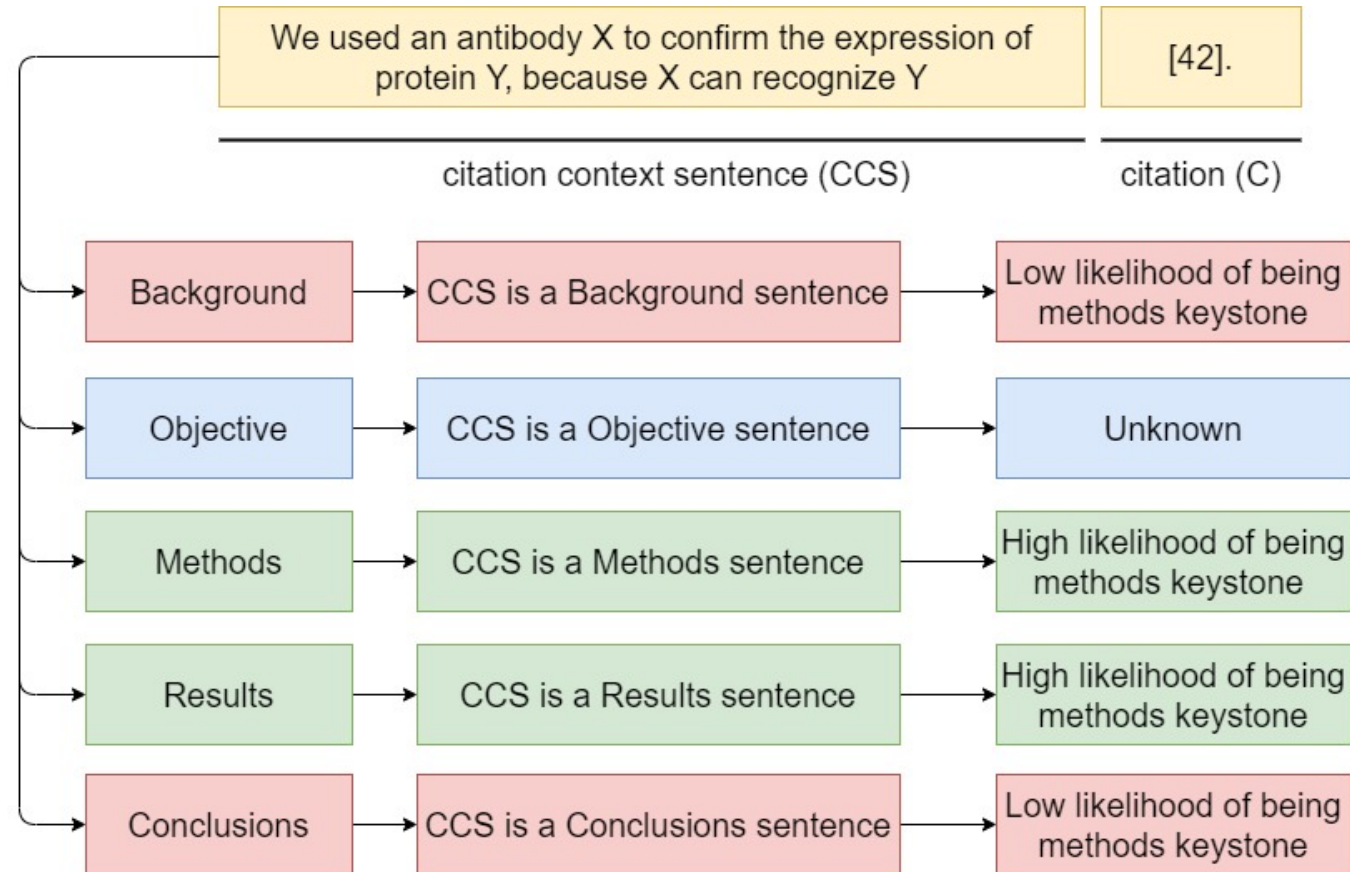 We used an antibody X to confirm the expression of
protein Y, because X can recognize Y
[42].
citation context sentence (CCS)
citation (C)
Background
CCS is a Background sentence
Low likelihood of being
methods keystone
Objective
CCS is a Objective sentence
Unknown
Methods
CCS is a Methods sentence
High likelihood of being
methods keystone
Results
CCS is a Results sentence
High likelihood of being
methods keystone
Conclusions
CCS is a Conclusions sentence
Low likelihood of being
methods keystone